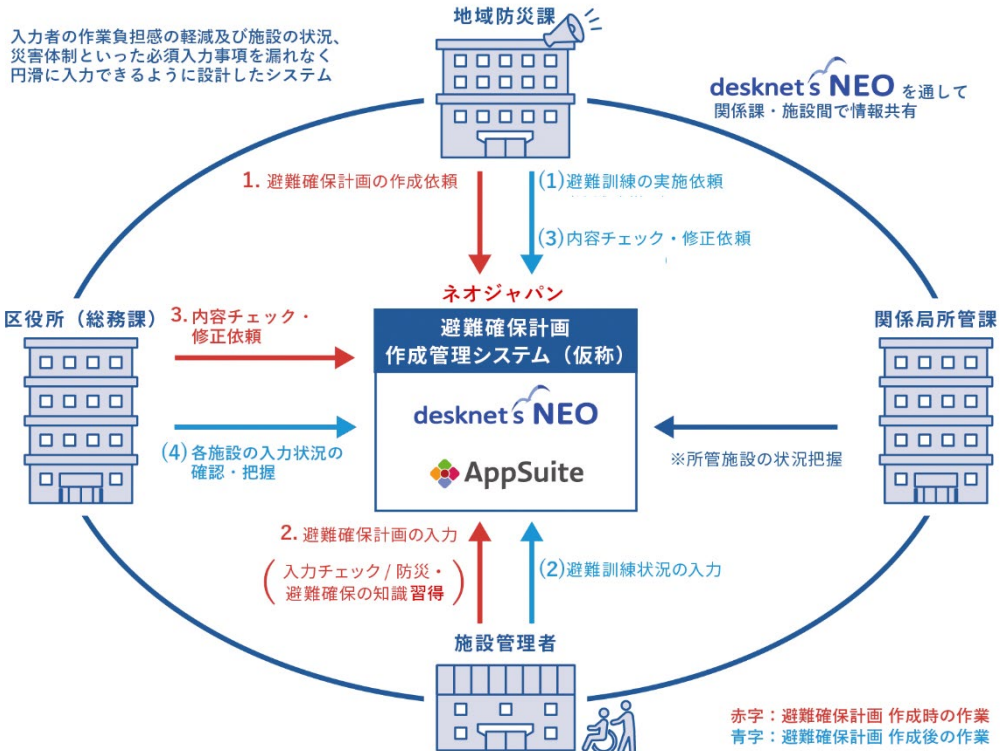 地域防災課
入力者の作業負担感の軽減及び施設の状況、
災害体制といった必須入力事項を漏れなく
円滑に入力できるように設計したシステム
desknet's NEO を通して
関係課・施設間で情報共有
1. 避難確保計画の作成依頼
(1)避難訓練の実施依頼
(3)内容チェック・修正依頼
ネオジャパン
避難確保計画
作成管理システム（仮称）
desknet's NEO
AppSuite
区役所（総務課）
3. 内容チェック・
修正依頼
(4) 各施設の入力状況の
確認・把握
関係局所管課
※所管施設の状況把握
2. 避難確保計画の入力
（入力チェック / 防災・
避難確保の知識習得）
(2)避難訓練状況の入力
施設管理者
赤字：避難確保計画 作成時の作業
青字：避難確保計画 作成後の作業